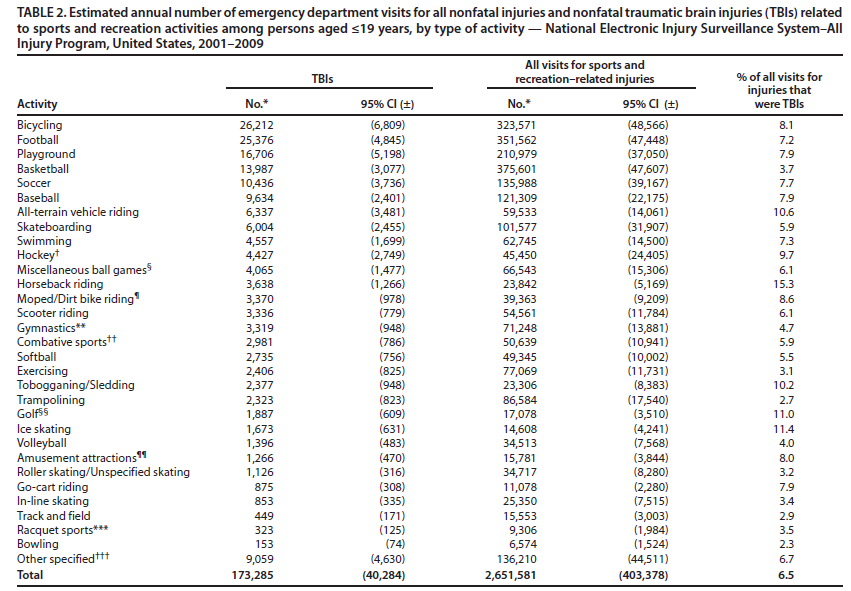 TABLE 2. Estimated annual number of emergency department visits for all nonfatal injuries and nonfatal traumatic brain injuries (TBIs) related
to sports and recreation activities among persons aged ≤19 years, by type of activity — National Electronic Injury Surveillance System–All
Injury Program, United States, 2001–2009
TBIs All visits for sports and recreation–related injuries % of all visits for injuries that were TBIs
Activity No.* 95% CI (±) No.* 95% CI (±)
Bicycling 26,212 (6,809) 323,571 (48,566) 8.1
Football 25,376 (4,845) 351,562 (47,448) 7.2
Playground 16,706 (5,198) 210,979 (37,050) 7.9
Basketball 13,987 (3,077) 375,601 (47,607) 3.7
Soccer 10,436 (3,736) 135,988 (39,167) 7.7
Baseball 9,634 (2,401) 121,309 (22,175) 7.9
All-terrain vehicle riding 6,337 (3,481) 59,533 (14,061) 10.6
Skateboarding 6,004 (2,455) 101,577 (31,907) 5.9
Swimming 4,557 (1,699) 62,745 (14,500) 7.3
Hockey† 4,427 (2,749) 45,450 (24,405) 9.7
Miscellaneous ball games§ 4,065 (1,477) 66,543 (15,306) 6.1
Horseback riding 3,638 (1,266) 23,842 (5,169) 15.3
Moped/Dirt bike riding¶ 3,370 (978) 39,363 (9,209) 8.6
Scooter riding 3,336 (779) 54,561 (11,784) 6.1
Gymnastics** 3,319 (948) 71,248 (13,881) 4.7
Combative sports†† 2,981 (786) 50,639 (10,941) 5.9
Softball 2,735 (756) 49,345 (10,002) 5.5
Exercising 2,406 (825) 77,069 (11,731) 3.1
Tobogganing/Sledding 2,377 (948) 23,306 (8,383) 10.2
Trampolining 2,323 (823) 86,584 (17,540) 2.7
Golf§§ 1,887 (609) 17,078 (3,510) 11.0
Ice skating 1,673 (631) 14,608 (4,241) 11.4
Volleyball 1,396 (483) 34,513 (7,568) 4.0
Amusement attractions¶¶ 1,266 (470) 15,781 (3,844) 8.0
Roller skating/Unspecified skating 1,126 (316) 34,717 (8,280) 3.2
Go-cart riding 875 (308) 11,078 (2,280) 7.9
In-line skating 853 (335) 25,350 (7,515) 3.4
Track and field 449 (171) 15,553 (3,003) 2.9
Racquet sports*** 323 (125) 9,306 (1,984) 3.5
Bowling 153 (74) 6,574 (1,524) 2.3
Other specified††† 9,059 (4,630) 136,210 (44,511) 6.7
Total 173,285 (40,284) 2,651,581 (403,378) 6.5